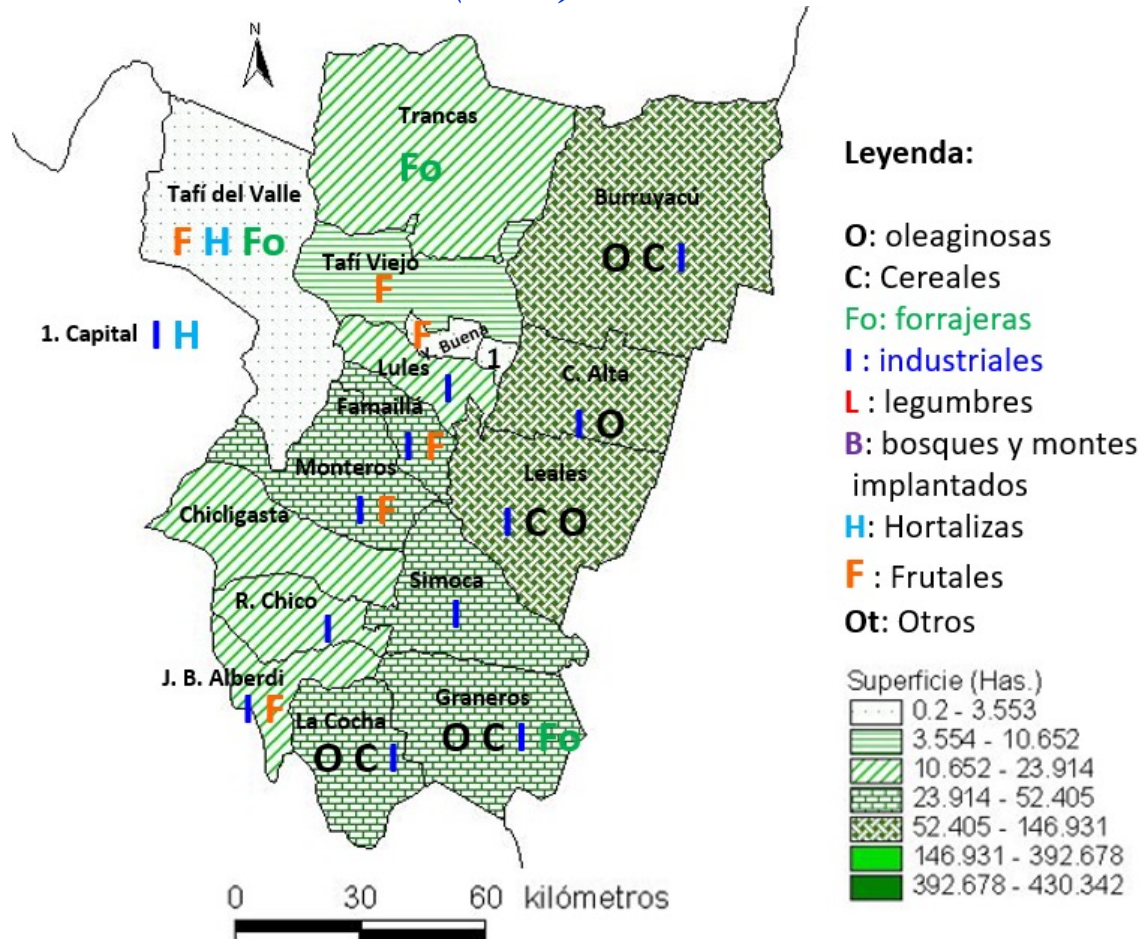 N
Trancas
Fo
Tafí del Valle
F H Fo
Burruyacú
O C I
Tafí Viejo
F
1. Capital I H
F
Y. Buena
1
Lules
I
C. Alta
I O
Famaillá
I F
Monteros
I F
Leales
I C O
Chicligasta
Simoca
I
R. Chico
I
J. B. Alberdi
I F
La Cocha
O C I
Graneros
O C I Fo
0 30 60 kilómetros
Leyenda:
O: oleaginosas
C: Cereales
Fo: forrajeras
I : industriales
L : legumbres
B: bosques y montes
implantados
H: Hortalizas
F : Frutales
Ot: Otros
Superficie (Has.)
0.2 - 3.553
3.554 - 10.652
10.652 - 23.914
23.914 - 52.405
52.405 - 146.931
146.931 - 392.678
392.678 - 430.342